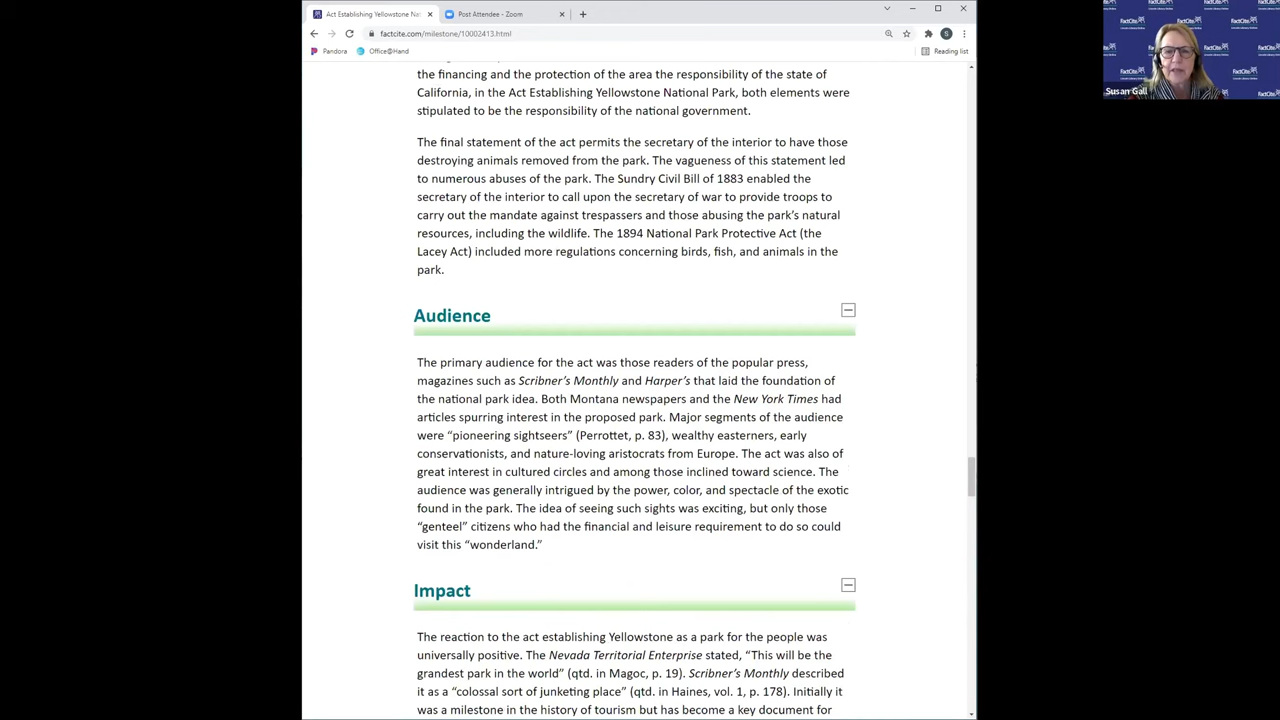 Act Establishing Yellowstone Na
Post Attendee - Zoom
factcite.com/milestone/10002413.html
S
Pandora
Office@Hand
Reading list
the financing and the protection of the area the responsibility of the state of
California, in the Act Establishing Yellowstone National Park, both elements were
stipulated to be the responsibility of the national government.
The final statement of the act permits the secretary of the interior to have those
destroying animals removed from the park. The vagueness of this statement led
to numerous abuses of the park. The Sundry Civil Bill of 1883 enabled the
secretary of the interior to call upon the secretary of war to provide troops to
carry out the mandate against trespassers and those abusing the park's natural
resources, including the wildlife. The 1894 National Park Protective Act (the
Lacey Act) included more regulations concerning birds, fish, and animals in the
park.
Audience
The primary audience for the act was those readers of the popular press,
magazines such as Scribner's Monthly and Harper's that laid the foundation of
the national park idea. Both Montana newspapers and the New York Times had
articles spurring interest in the proposed park. Major segments of the audience
were “pioneering sightseers” (Perrottet, p. 83), wealthy easterners, early
conservationists, and nature-loving aristocrats from Europe. The act was also of
great interest in cultured circles and among those inclined toward science. The
audience was generally intrigued by the power, color, and spectacle of the exotic
found in the park. The idea of seeing such sights was exciting, but only those
“genteel” citizens who had the financial and leisure requirement to do so could
visit this “wonderland.”
Impact
The reaction to the act establishing Yellowstone as a park for the people was
universally positive. The Nevada Territorial Enterprise stated, “This will be the
grandest park in the world” (qtd. in Magoc, p. 19). Scribner's Monthly described
it as a “colossal sort of junketing place” (qtd. in Haines, vol. 1, p. 178). Initially it
was a milestone in the history of tourism but has become a key document for
FactCite
Susan Gall